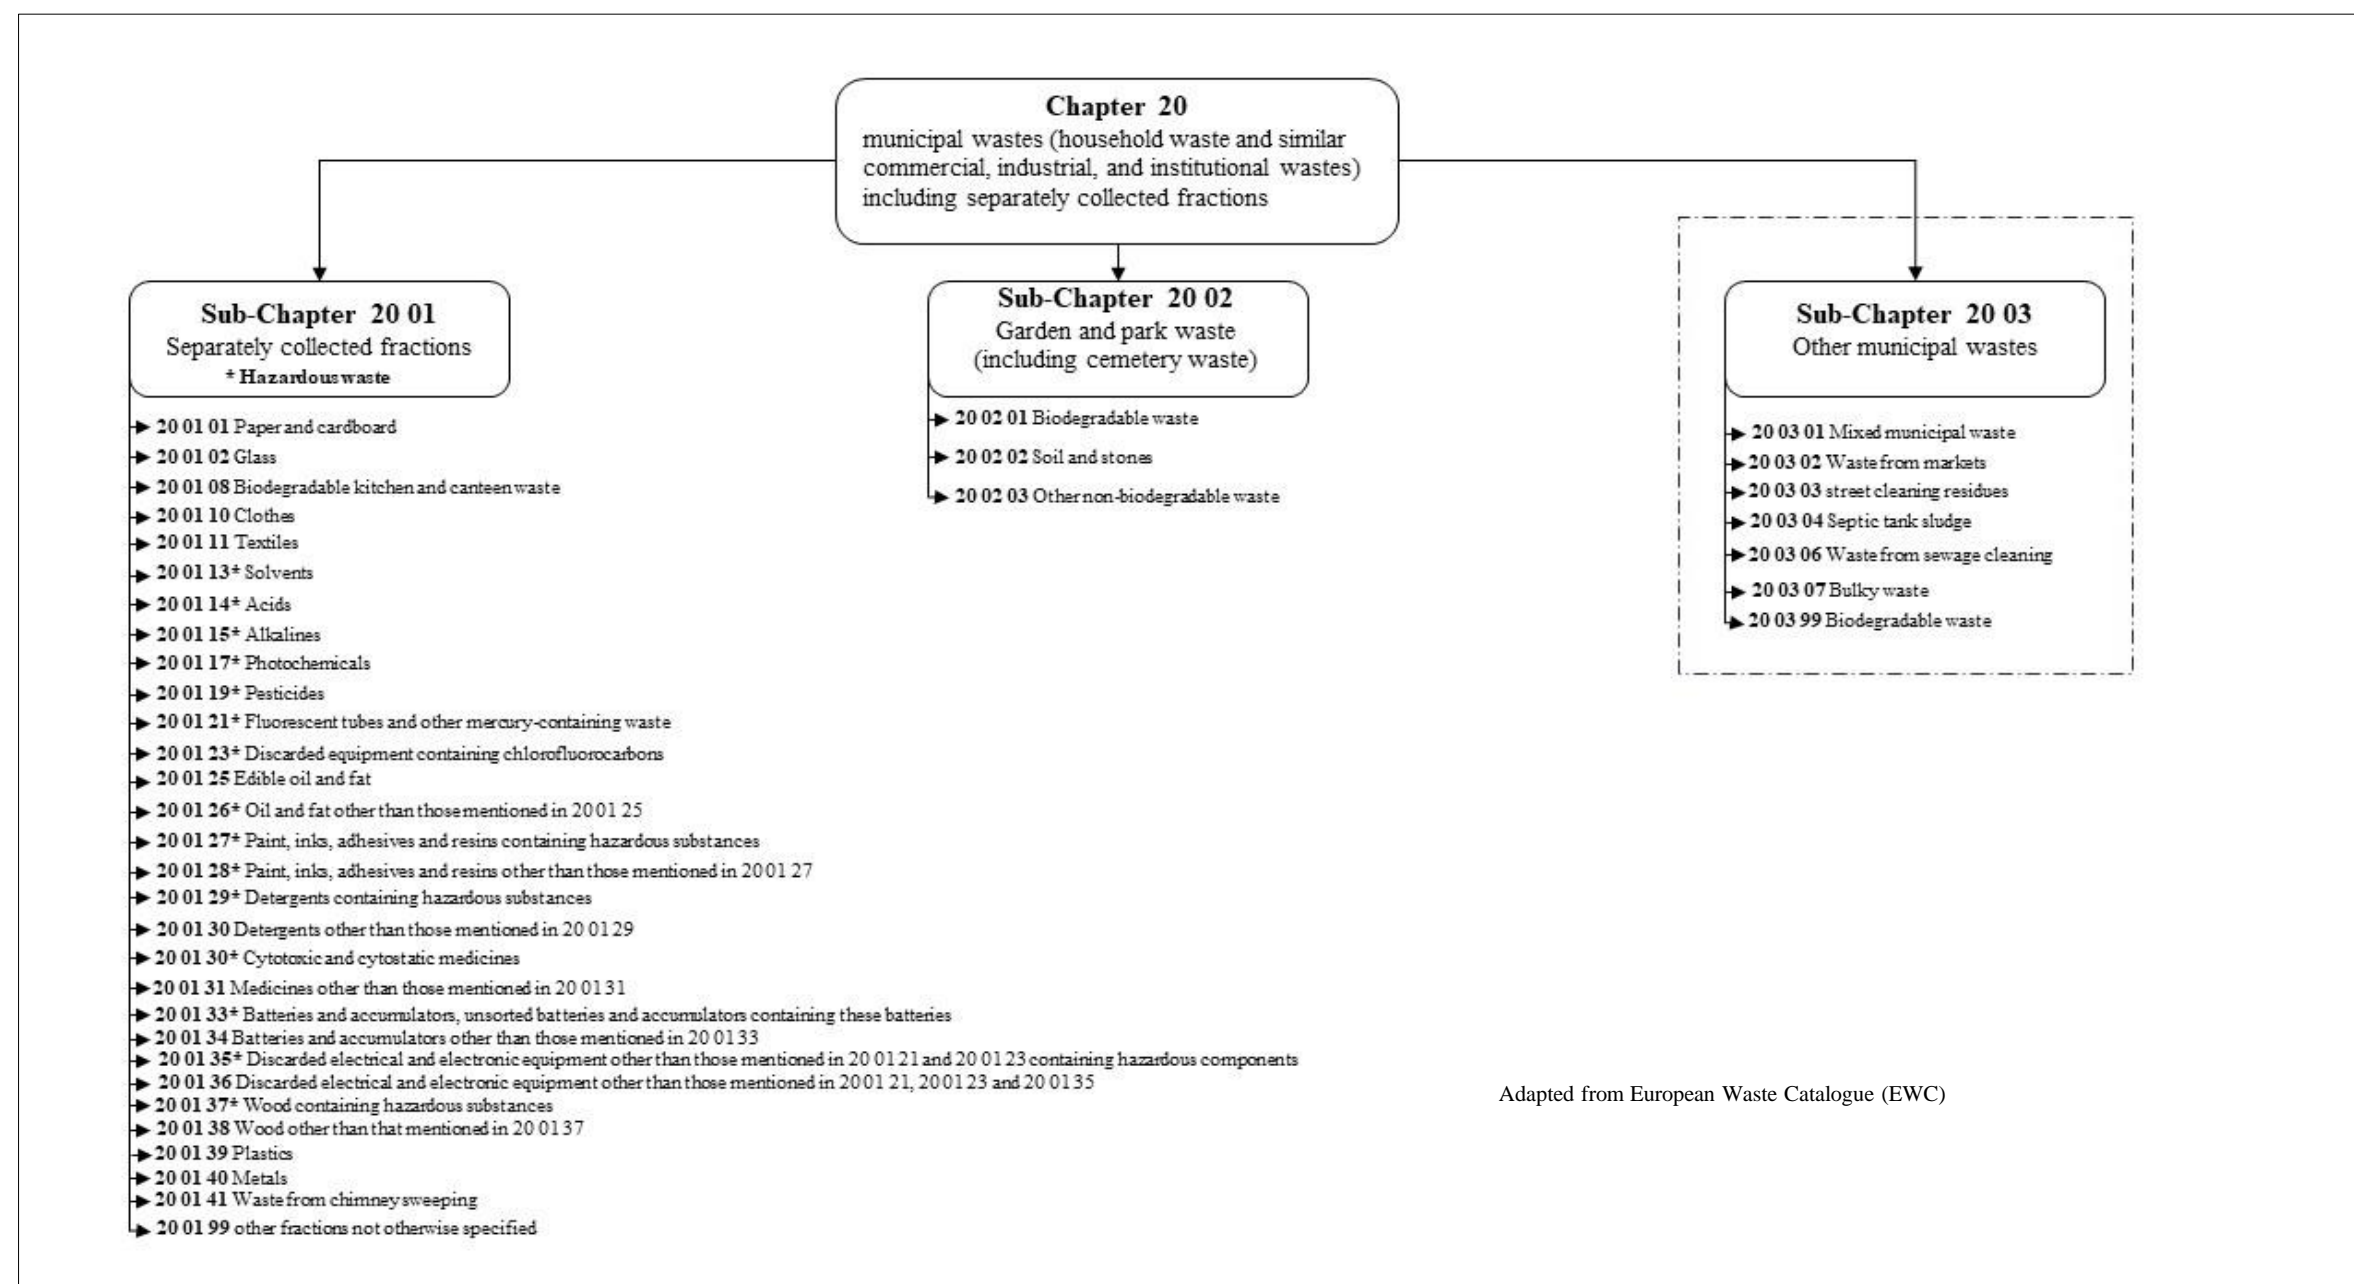 Chapter 20
municipal wastes (household waste and similar
commercial, industrial, and institutional wastes)
including separately collected fractions
Sub-Chapter 20 01
Separately collected fractions
* Hazardous waste
20 01 01 Paper and cardboard
20 01 02 Glass
20 01 08 Biodegradable kitchen and canteen waste
20 01 10 Clothes
20 01 11 Textiles
20 01 13* Solvents
20 01 14* Acids
20 01 15* Alkalines
20 01 17* Photochemicals
20 01 19* Pesticides
20 01 21* Fluorescent tubes and other mercury-containing waste
20 01 23* Discarded equipment containing chlorofluorocarbons
20 01 25 Edible oil and fat
20 01 26* Oil and fat other than those mentioned in 20 01 25
20 01 27* Paint, inks, adhesives and resins containing hazardous substances
20 01 28* Paint, inks, adhesives and resins other than those mentioned in 20 01 27
20 01 29* Detergents containing hazardous substances
20 01 30 Detergents other than those mentioned in 20 01 29
20 01 30* Cytotoxic and cytostatic medicines
20 01 31 Medicines other than those mentioned in 20 01 31
20 01 33* Batteries and accumulators, unsorted batteries and accumulators containing these batteries
20 01 34 Batteries and accumulators other than those mentioned in 20 01 33
20 01 35* Discarded electrical and electronic equipment other than those mentioned in 20 01 21 and 20 01 23 containing hazardous components
20 01 36 Discarded electrical and electronic equipment other than those mentioned in 20 01 21, 20 01 23 and 20 01 35
20 01 37* Wood containing hazardous substances
20 01 38 Wood other than that mentioned in 20 01 37
20 01 39 Plastics
20 01 40 Metals
20 01 41 Waste from chimney sweeping
20 01 99 other fractions not otherwise specified
Sub-Chapter 20 02
Garden and park waste
(including cemetery waste)
20 02 01 Biodegradable waste
20 02 02 Soil and stones
20 02 03 Other non-biodegradable waste
Sub-Chapter 20 03
Other municipal wastes
20 03 01 Mixed municipal waste
20 03 02 Waste from markets
20 03 03 street cleaning residues
20 03 04 Septic tank sludge
20 03 06 Waste from sewage cleaning
20 03 07 Bulky waste
20 03 99 Biodegradable waste
Adapted from European Waste Catalogue (EWC)